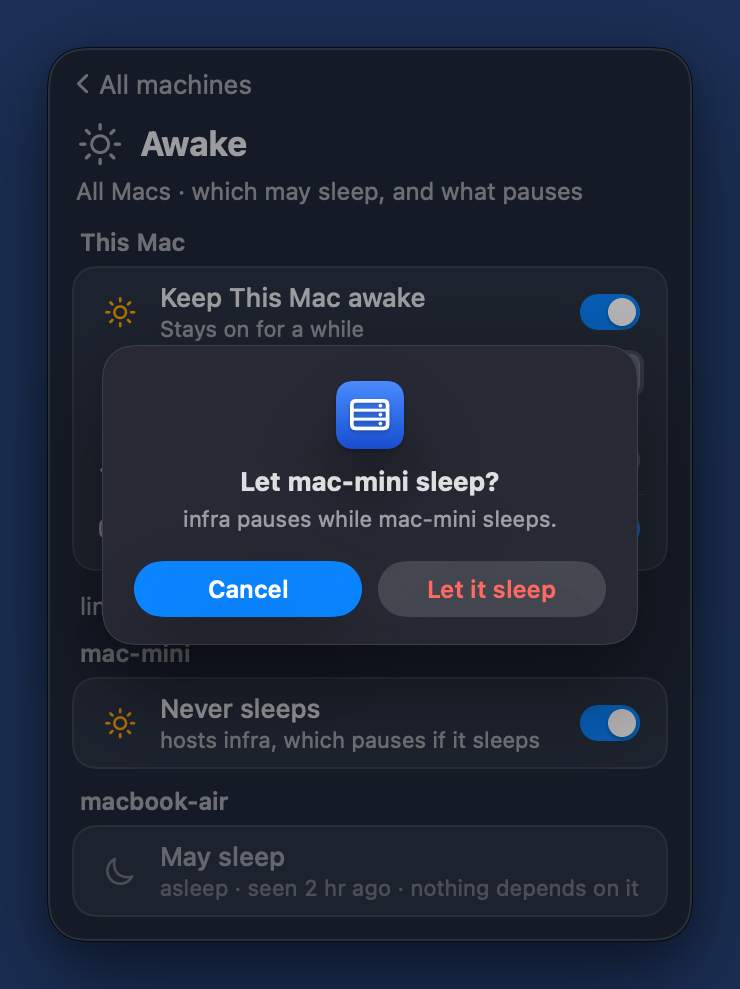 All machines
Awake
All Macs · which may sleep, and what pauses
This Mac
Keep This Mac awake
Stays on for a while
Let mac-mini sleep?
infra pauses while mac-mini sleeps.
Cancel
Let it sleep
mac-mini
Never sleeps
hosts infra, which pauses if it sleeps
macbook-air
May sleep
asleep · seen 2 hr ago · nothing depends on it